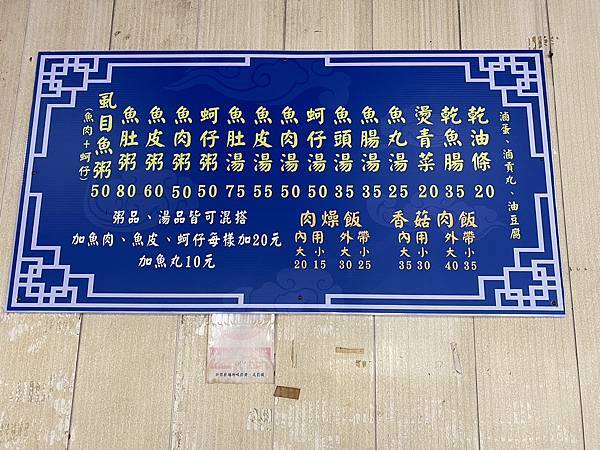 滷蛋、滷貢丸、油豆腐
乾油條 20
乾魚腸 35
燙青菜 20
魚丸湯 25
魚腸湯 35
魚頭湯 35
蚵仔湯 50
魚肉湯 50
魚皮湯 55
魚肚湯 75
蚵仔粥 50
魚肉粥 50
魚皮粥 60
魚肚粥 80
虱目魚粥 50
(魚肉+蚵仔)
粥品、湯品皆可混搭
加魚肉、魚皮、蚵仔每樣加20元
加魚丸10元
肉燥飯
內用 外帶
大 小 大 小
20 15 30 25
香菇肉飯
內用 外帶
大 小 大 小
35 30 40 35